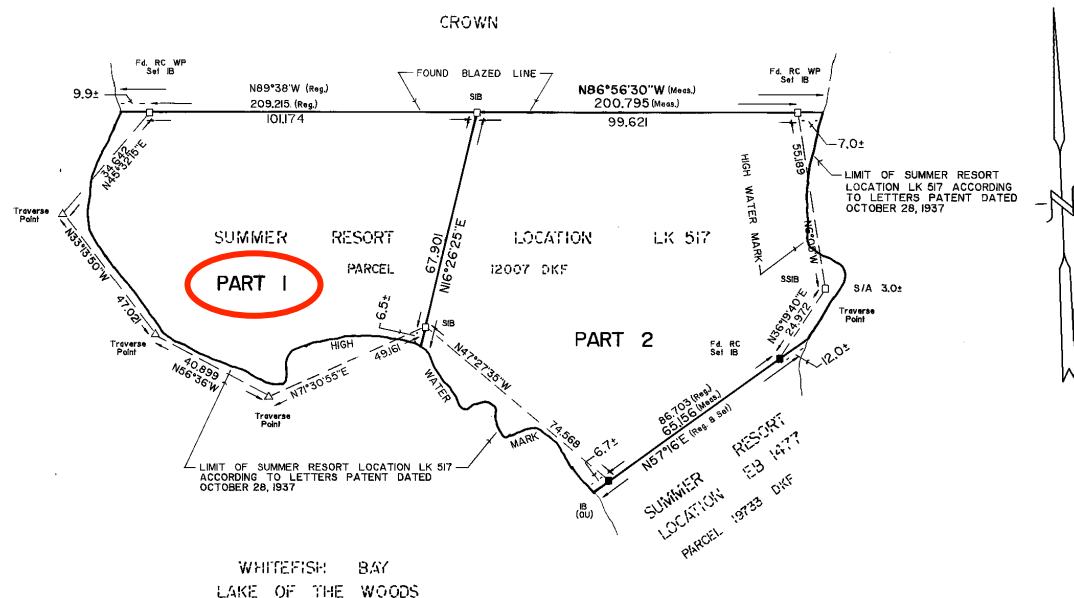 CROWN
Fd. RC WP
Set IB
9.9±
N89°38'W (Reg.)
209.215 (Reg.)
101.174
FOUND BLAZED LINE
SIB
N86°56'30"W (Meas.)
200.795 (Meas.)
99.621
Fd. RC WP
Set IB
7.0±
34.642
N45°32'15"E
55.189
N6°08'W
HIGH WATER MARK
LIMIT OF SUMMER RESORT
LOCATION LK 517 ACCORDING
TO LETTERS PATENT DATED
OCTOBER 28, 1937
N
Traverse
Point
N33°13'50"W
47.021
SUMMER RESORT LOCATION LK 517
PARCEL 12007 DKF
PART 1
67.901
N16°26'25"E
6.5±
SIB
SSIB
S/A 3.0±
Traverse
Point
N36°19'40"E
24.972
PART 2
Fd. RC
Set IB
12.0±
Traverse
Point
40.899
N56°36'W
HIGH WATER MARK
49.161
N71°30'55"E
Traverse
Point
N47°27'35"W
74.568
86.703 (Reg.)
65.156 (Meas.)
N57°16'E (Reg. & Set)
6.7±
IB
(OU)
LIMIT OF SUMMER RESORT LOCATION LK 517
ACCORDING TO LETTERS PATENT DATED
OCTOBER 28, 1937
SUMMER RESORT
LOCATION EB 1477
PARCEL 19733 DKF
WHITEFISH BAY
LAKE OF THE WOODS